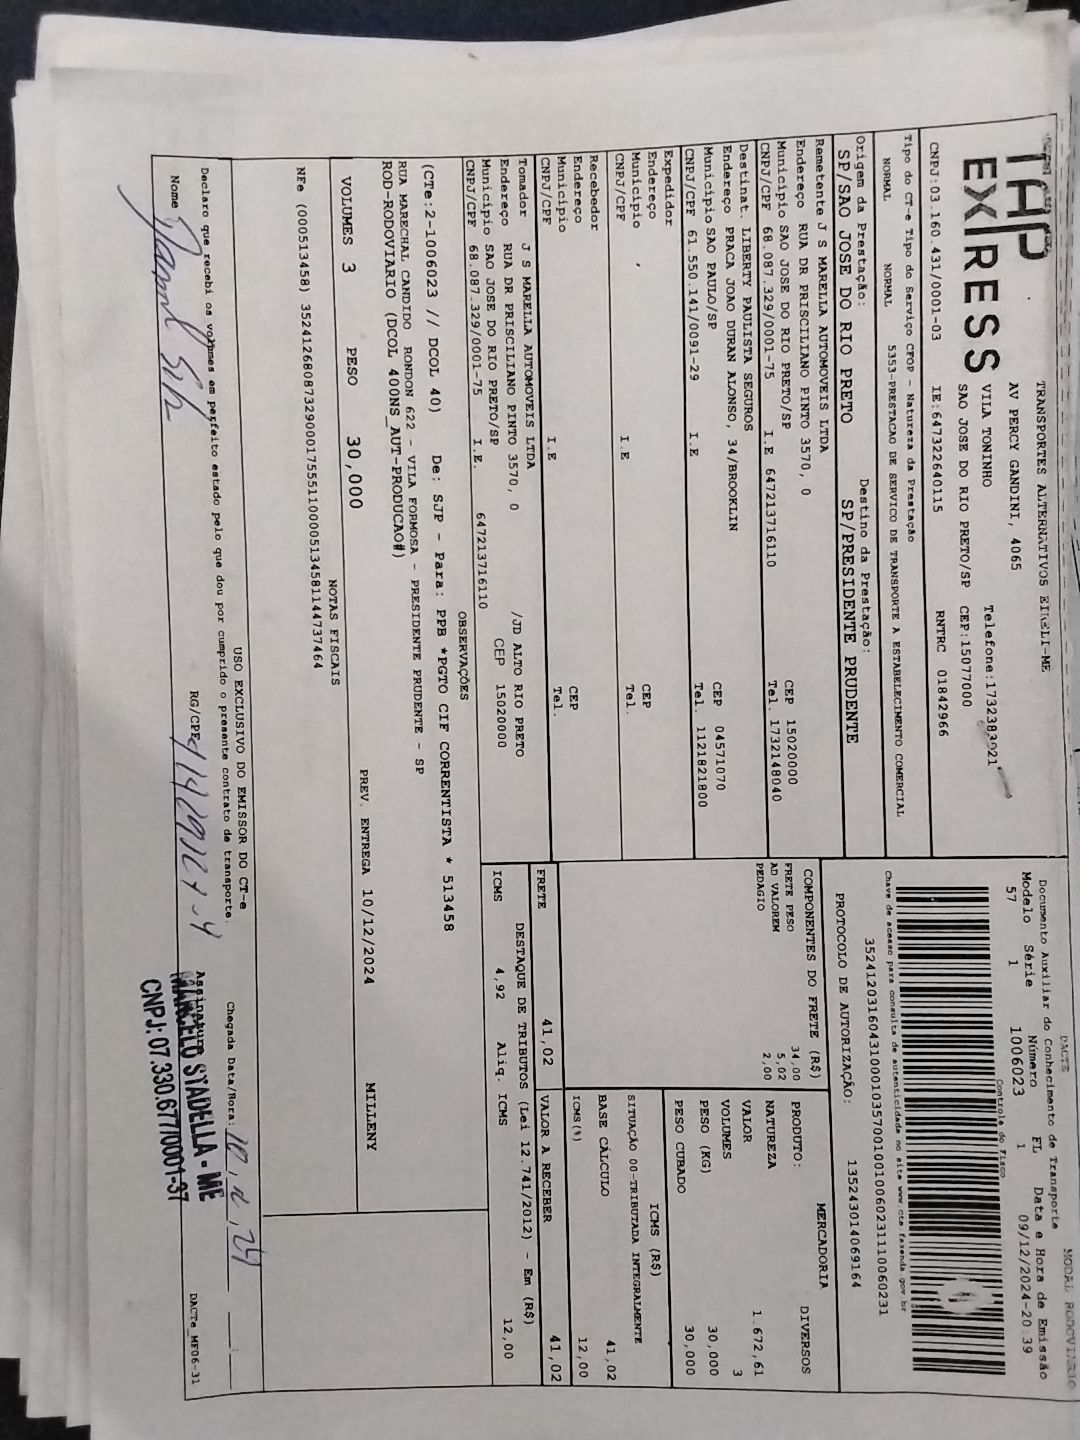 TAP
EXPRESS
TRANSPORTES ALTERNATIVOS EIRELI-ME
AV PERCY GANDINI, 4065
VILA TONINHO
SAO JOSE DO RIO PRETO/SP CEP:15077000
Telefone:1732383021
CNPJ:03.160.431/0001-03 IE:647322640115 RNTRC 01842966
Tipo do CT-e Tipo do Serviço CFOP - Natureza da Prestação
NORMAL NORMAL 5353-PRESTACAO DE SERVICO DE TRANSPORTE A ESTABELECIMENTO COMERCIAL
Origem da Prestação: Destino da Prestação:
SP/SAO JOSE DO RIO PRETO SP/PRESIDENTE PRUDENTE
Remetente J S MARELLA AUTOMOVEIS LTDA
Endereço RUA DR PRISCILIANO PINTO 3570, 0
Município SAO JOSE DO RIO PRETO/SP CEP 15020000
CNPJ/CPF 68.087.329/0001-75 I.E 647213716110 Tel. 1732148040
Destinat. LIBERTY PAULISTA SEGUROS
Endereço PRACA JOAO DURAN ALONSO, 34/BROOKLIN
Município SAO PAULO/SP CEP 04571070
CNPJ/CPF 61.550.141/0091-29 I.E Tel. 1121821800
Expedidor
Endereço
Município CEP
CNPJ/CPF I.E Tel.
Recebedor
Endereço
Município CEP
CNPJ/CPF I.E Tel.
Tomador J S MARELLA AUTOMOVEIS LTDA
Endereço RUA DR PRISCILIANO PINTO 3570, 0 /JD ALTO RIO PRETO
Município SAO JOSE DO RIO PRETO/SP CEP 15020000
CNPJ/CPF 68.087.329/0001-75 I.E. 647213716110
OBSERVAÇÕES
(CTe:2-1006023 // DCOL 40) De: SJP - Para: PPB *PGTO CIF CORRENTISTA * 513458
RUA MARECHAL CANDIDO RONDON 622 - VILA FORMOSA - PRESIDENTE PRUDENTE - SP
ROD-RODOVIARIO (DCOL 400NS_AUT-PRODUCAO#)
VOLUMES 3 PESO 30,000 PREV. ENTREGA 10/12/2024 MILLENY
NOTAS FISCAIS
NFe (000513458) 35241268087329000175551100005134581144737464
DACTE MODAL RODOVIARIO
Documento Auxiliar do Conhecimento de Transporte
Modelo Série Número FL Data e Hora de Emissão
57 1 1006023 1 09/12/2024-20:39
Controle do Fisco
Chave de acesso para consulta de autenticidade no site www.cte.fazenda.gov.br
35241203160431000103570010010060231110060231
PROTOCOLO DE AUTORIZAÇÃO: 135243014069164
COMPONENTES DO FRETE (R$)
FRETE PESO 34,00
AD VALOREM 5,02
PEDAGIO 2,00
MERCADORIA
PRODUTO: DIVERSOS
NATUREZA
VALOR 1.672,61
VOLUMES 3
PESO (KG) 30,000
PESO CUBADO 30,000
ICMS (R$)
SITUAÇÃO 00-TRIBUTADA INTEGRALMENTE
BASE CÁLCULO 41,02
ICMS(%) 12,00
FRETE 41,02 VALOR A RECEBER 41,02
DESTAQUE DE TRIBUTOS (Lei 12.741/2012) - Em (R$)
ICMS 4,92 Aliq. ICMS 12,00
USO EXCLUSIVO DO EMISSOR DO CT-e
Declaro que recebi os volumes em perfeito estado pelo que dou por cumprido o presente contrato de transporte.
Chegada Data/Hora: 10, 12, 24
Nome RG/CPF Assinatura
MARCELO STADELLA - ME
CNPJ: 07.330.677/0001-37
DACTe_MF06-31